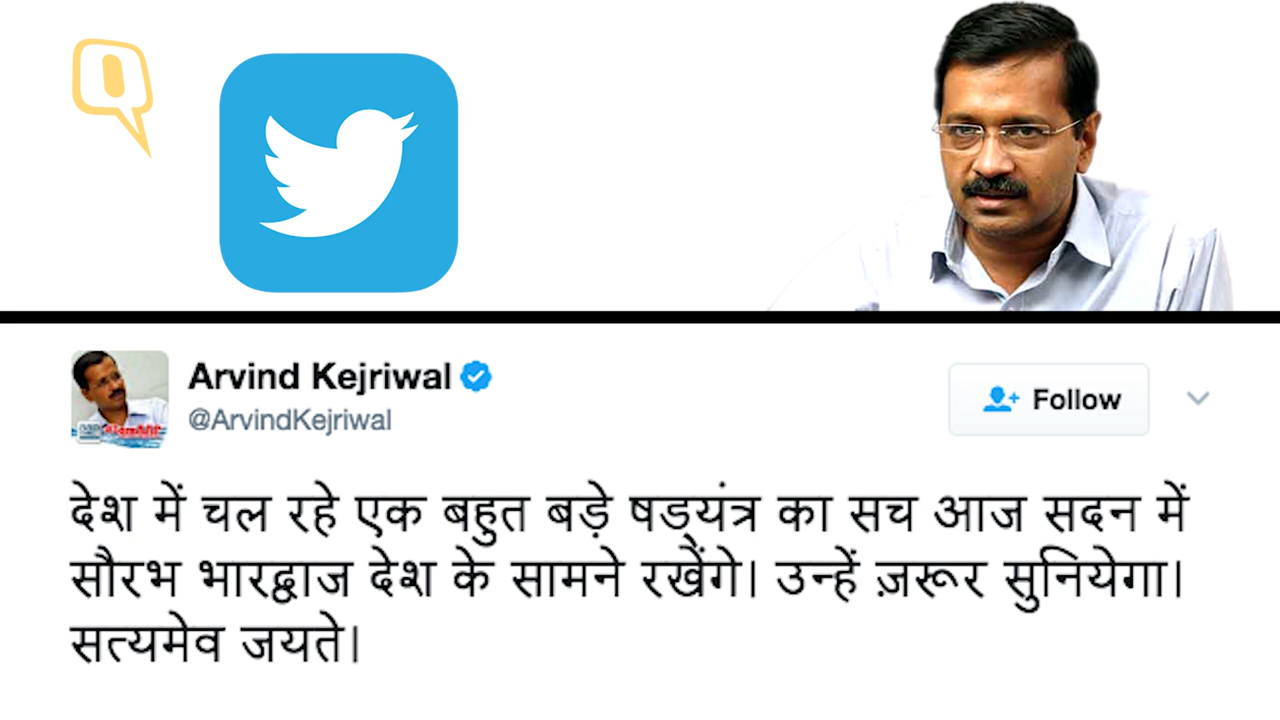 Arvind Kejriwal
@ArvindKejriwal
Follow
देश में चल रहे एक बहुत बड़े षड्यंत्र का सच आज सदन में
सौरभ भारद्वाज देश के सामने रखेंगे। उन्हें ज़रूर सुनियेगा।
सत्यमेव जयते।